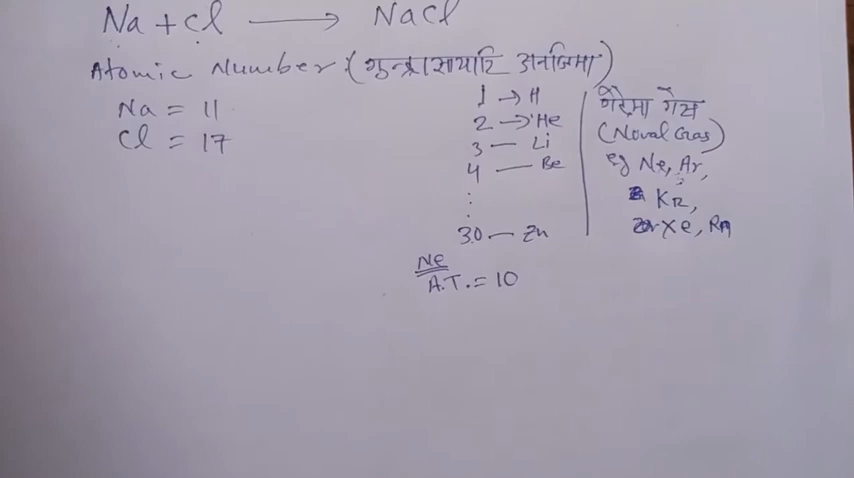 Na + Cl → NaCl
Atomic Number : (गुन्द्रासायारि अनजिमा)
Na = 11
Cl = 17
1 → H
2 → He
3 — Li
4 — Be
⋮
30 — Zn
गैस
(Noval Gas)
eg Ne, Ar,
Kr,
Xe, Rn
Ne
A.T. = 10